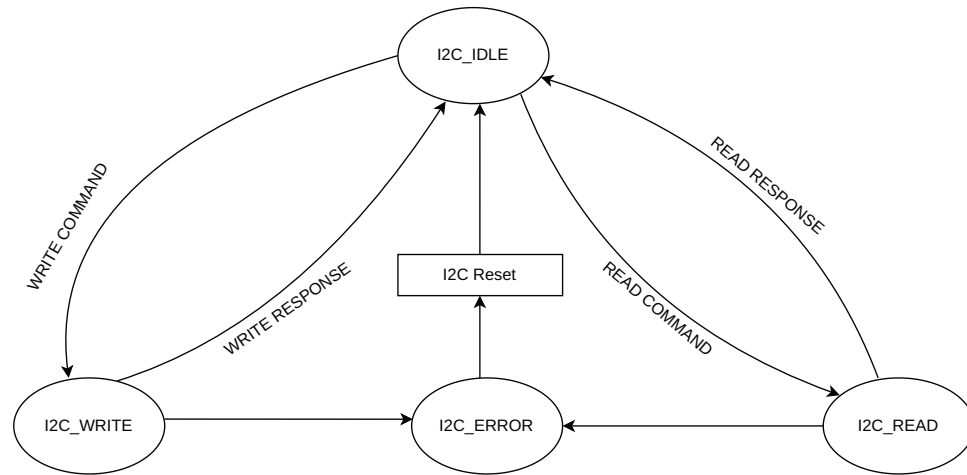 I2C_IDLE
WRITE COMMAND
WRITE RESPONSE
I2C Reset
READ COMMAND
READ RESPONSE
I2C_WRITE
I2C_ERROR
I2C_READ